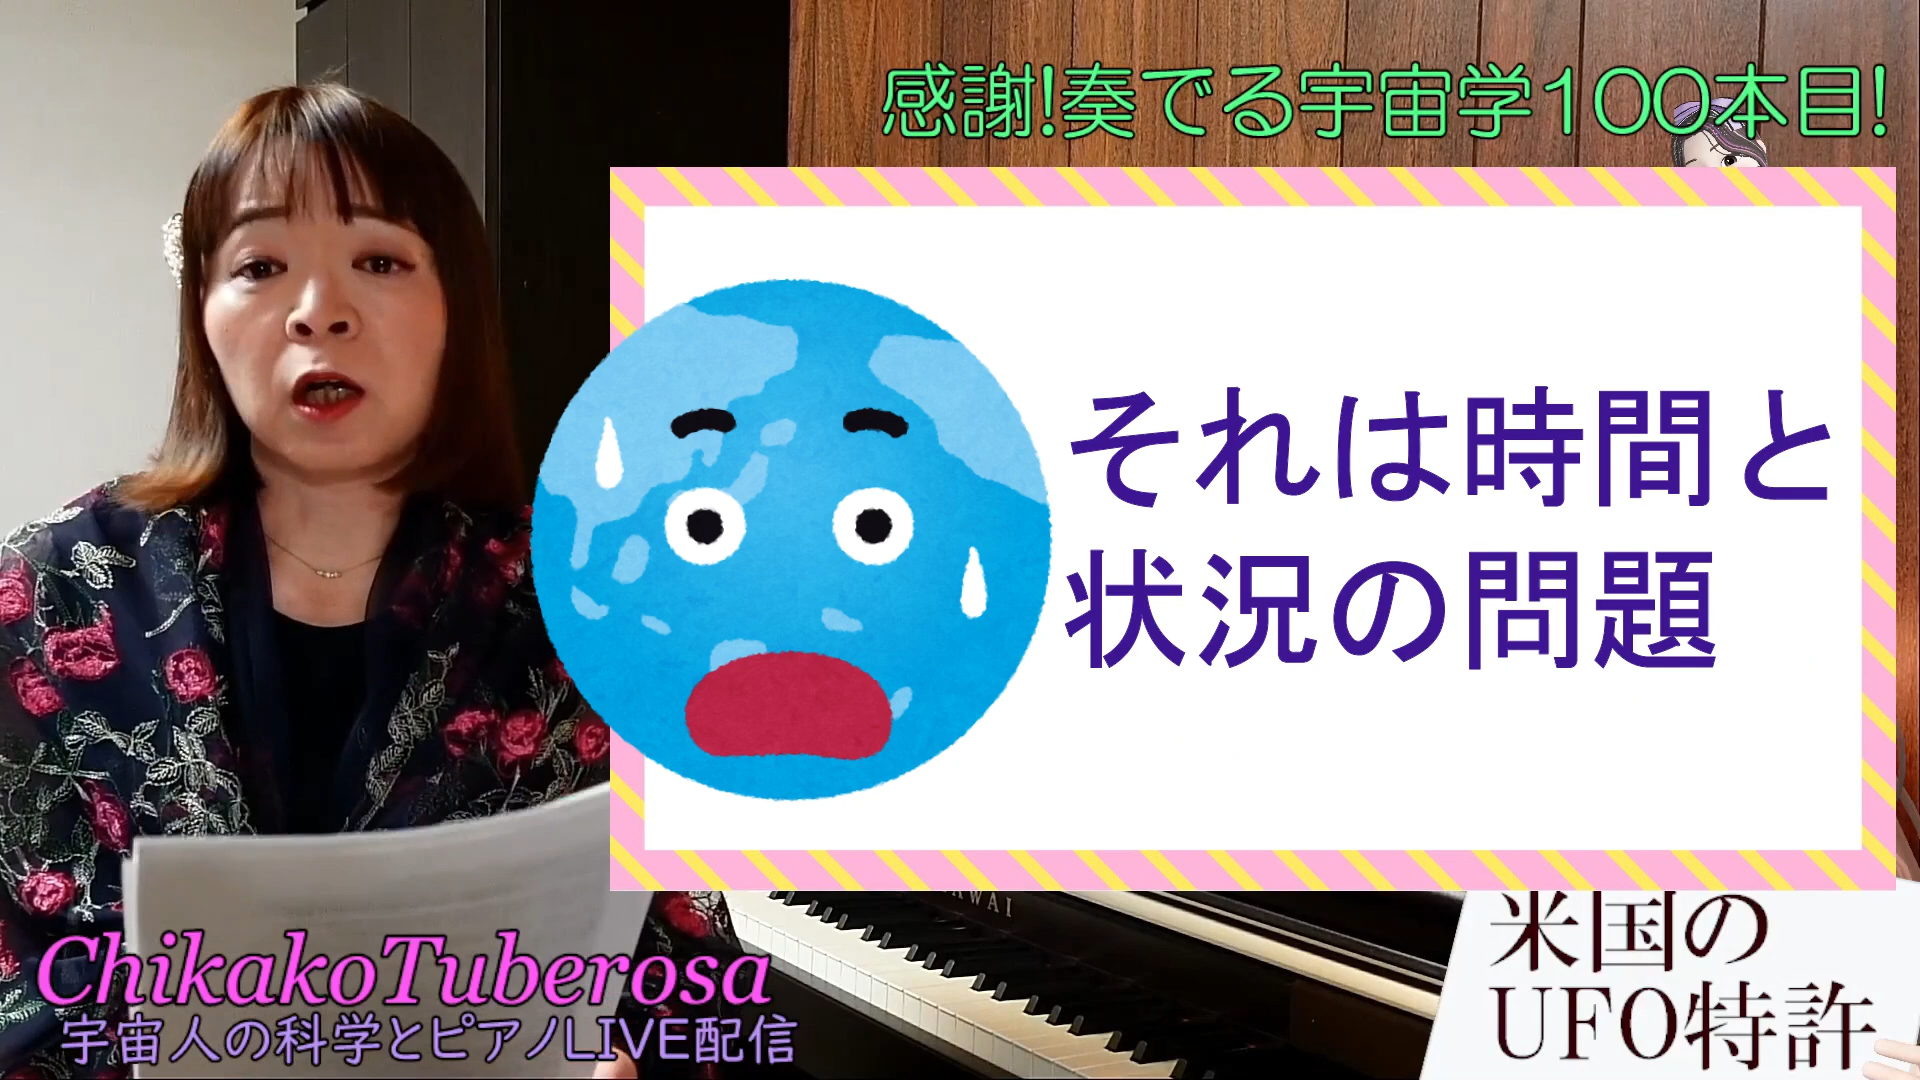 感謝!奏でる宇宙学100本目!
それは時間と
状況の問題
AWAI
米国の
UFO特許
ChikakoTuberosa
宇宙人の科学とピアノLIVE配信